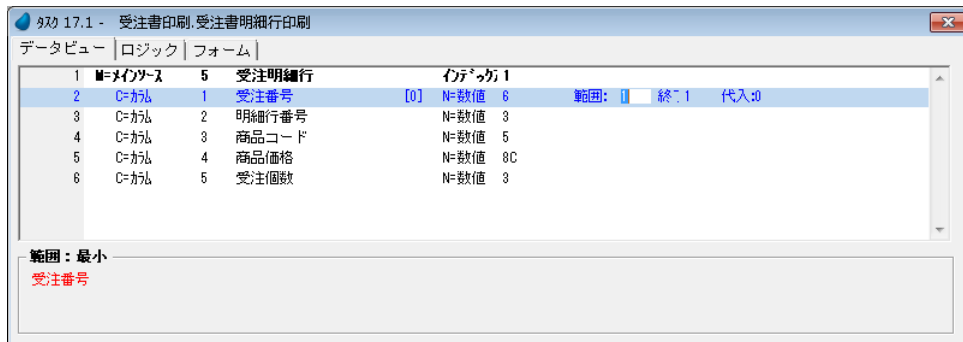 タスク 17.1 - 受注書印刷.受注書明細行印刷
データビュー ロジック フォーム
1 M=メインソース 5 受注明細行 インデックス: 1
2 C=カラム 1 受注番号 [0] N=数値 6 範囲: 1 終了: 1 代入:0
3 C=カラム 2 明細行番号 N=数値 3
4 C=カラム 3 商品コード N=数値 5
5 C=カラム 4 商品価格 N=数値 8C
6 C=カラム 5 受注個数 N=数値 3
範囲:最小
受注番号